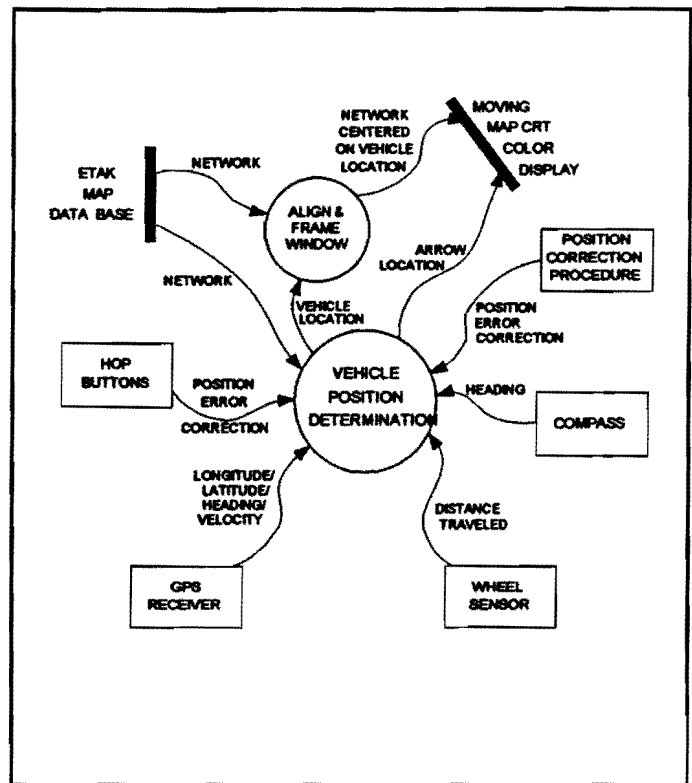 ETAK
MAP
DATA BASE
NETWORK
NETWORK
CENTERED
ON VEHICLE
LOCATION
MOVING
MAP CRT
COLOR
DISPLAY
ALIGN &
FRAME
WINDOW
NETWORK
VEHICLE
LOCATION
ARROW
LOCATION
POSITION
CORRECTION
PROCEDURE
POSITION
ERROR
CORRECTION
HOP
BUTTONS
POSITION
ERROR
CORRECTION
VEHICLE
POSITION
DETERMINATION
HEADING
COMPASS
LONGITUDE/
LATITUDE/
HEADING/
VELOCITY
DISTANCE
TRAVELED
GPS
RECEIVER
WHEEL
SENSOR